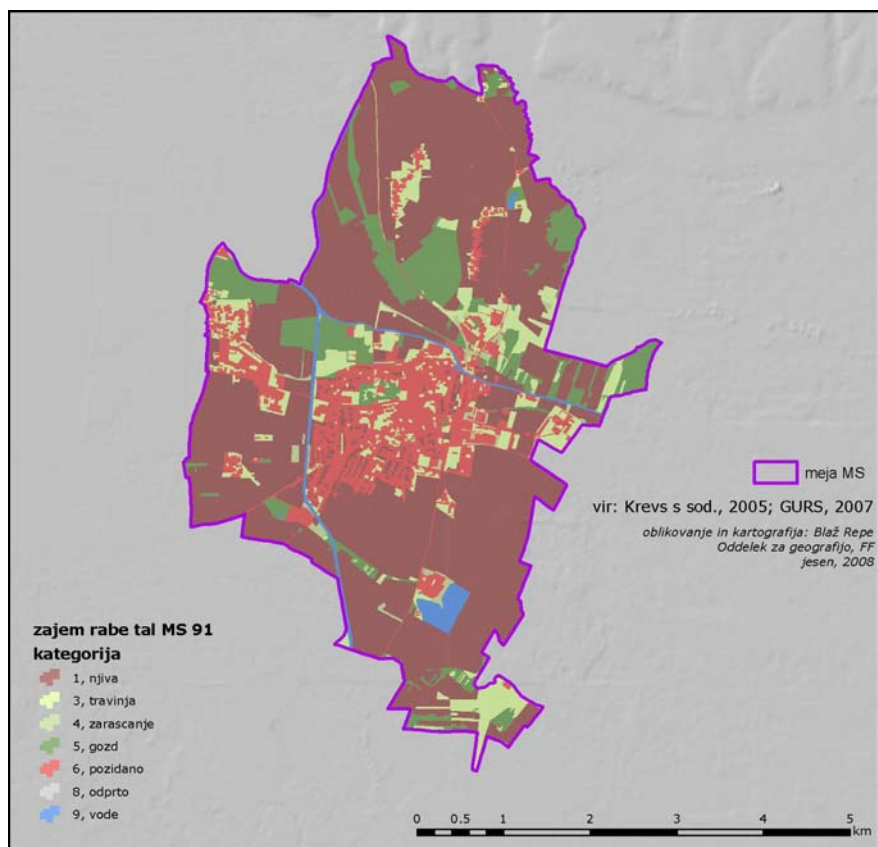 meja MS
vir: Krevs s sod., 2005; GURS, 2007
oblikovanje in kartografija: Blaž Repe
Oddelek za geografijo, FF
jesen, 2008
zajem rabe tal MS 91
kategorija
1, njiva
3, travinja
4, zarascanje
5, gozd
6, pozidano
8, odprto
9, vode
0 0.5 1 2 3 4 5
km